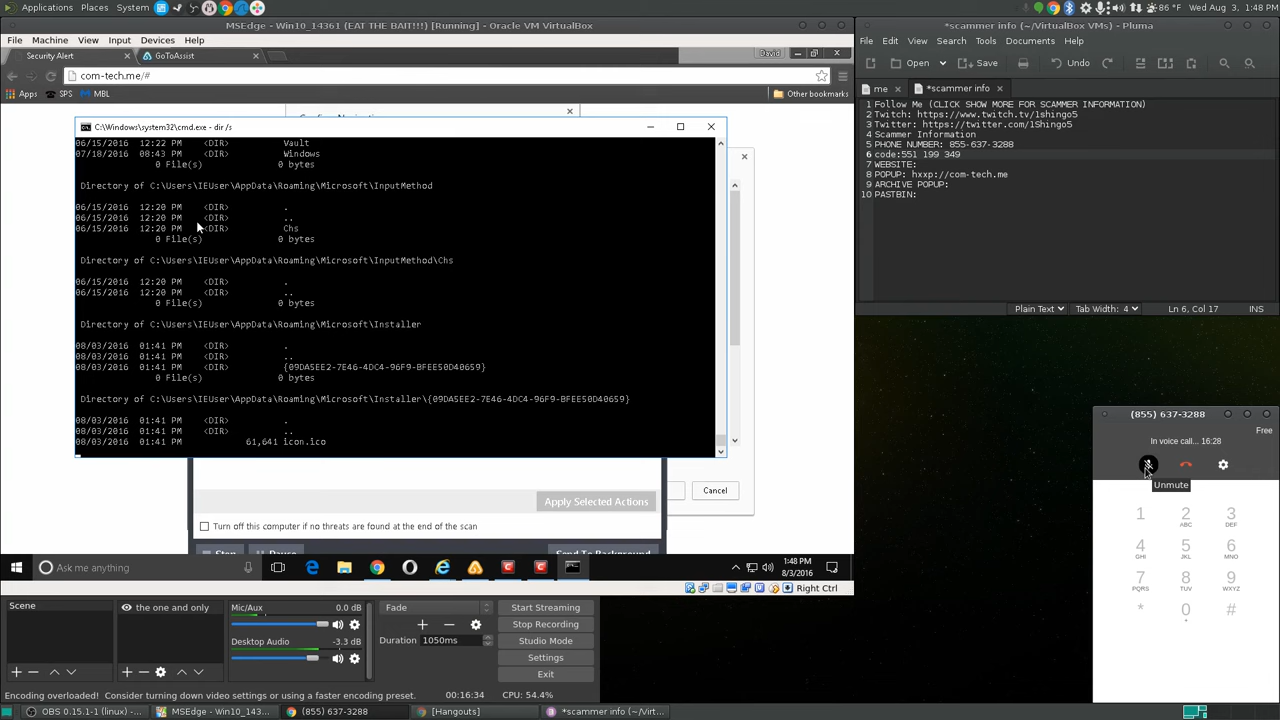 Applications Places System
86 °F Wed Aug 3, 1:48 PM
MSEdge - Win10_14361 (EAT THE BAIT!!!) [Running] - Oracle VM VirtualBox
File Machine View Input Devices Help
Security Alert
GoToAssist
David
com-tech.me/#
Apps SPS MBL
Other bookmarks
C:\Windows\system32\cmd.exe - dir /s
06/15/2016 12:22 PM <DIR> Vault
07/18/2016 08:43 PM <DIR> Windows
0 File(s) 0 bytes
Directory of C:\Users\IEUser\AppData\Roaming\Microsoft\InputMethod
06/15/2016 12:20 PM <DIR> .
06/15/2016 12:20 PM <DIR> ..
06/15/2016 12:20 PM <DIR> Chs
0 File(s) 0 bytes
Directory of C:\Users\IEUser\AppData\Roaming\Microsoft\InputMethod\Chs
06/15/2016 12:20 PM <DIR> .
06/15/2016 12:20 PM <DIR> ..
0 File(s) 0 bytes
Directory of C:\Users\IEUser\AppData\Roaming\Microsoft\Installer
08/03/2016 01:41 PM <DIR> .
08/03/2016 01:41 PM <DIR> ..
08/03/2016 01:41 PM <DIR> {09DA5EE2-7E46-4DC4-96F9-BFEE50D40659}
0 File(s) 0 bytes
Directory of C:\Users\IEUser\AppData\Roaming\Microsoft\Installer\{09DA5EE2-7E46-4DC4-96F9-BFEE50D40659}
08/03/2016 01:41 PM <DIR> .
08/03/2016 01:41 PM <DIR> ..
08/03/2016 01:41 PM 61,641 icon.ico
Cancel
Apply Selected Actions
Turn off this computer if no threats are found at the end of the scan
Stop Pause Send To Background
Ask me anything
1:48 PM
8/3/2016
Right Ctrl
*scammer info (~/VirtualBox VMs) - Pluma
File Edit View Search Tools Documents Help
Open Save Undo
me
*scammer info
1 Follow Me (CLICK SHOW MORE FOR SCAMMER INFORMATION)
2 Twitch: https://www.twitch.tv/1shingo5
3 Twitter: https://twitter.com/1Shingo5
4 Scammer Information
5 PHONE NUMBER: 855-637-3288
6 code:551 199 349
7 WEBSITE:
8 POPUP: hxxp://com-tech.me
9 ARCHIVE POPUP:
10 PASTBIN:
Plain Text Tab Width: 4 Ln 6, Col 17 INS
(855) 637-3288
Free
In voice call... 16:28
Unmute
1 2 ABC 3 DEF
4 GHI 5 JKL 6 MNO
7 PQRS 8 TUV 9 WXYZ
* 0 #
Scene
the one and only
Mic/Aux 0.0 dB
Desktop Audio -3.3 dB
Fade
Duration 1050ms
Start Streaming
Stop Recording
Studio Mode
Settings
Exit
Encoding overloaded! Consider turning down video settings or using a faster encoding preset.
00:16:34 CPU: 54.4%
OBS 0.15.1-1 (linux) -...
MSEdge - Win10_143...
(855) 637-3288
[Hangouts]
*scammer info (~/Virt...